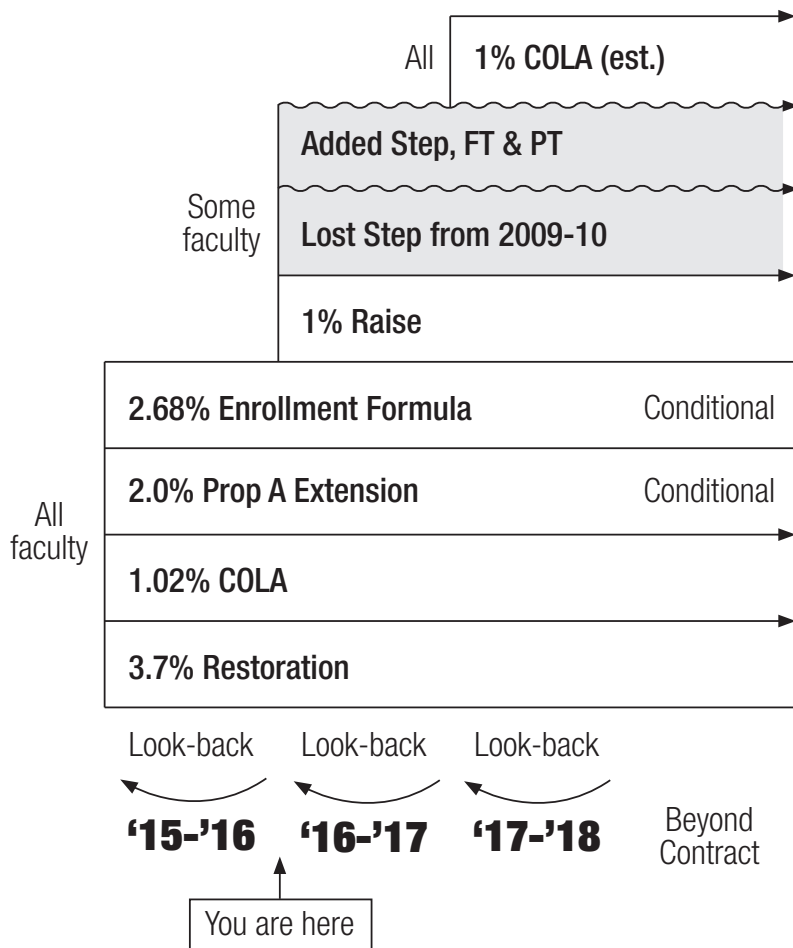 All
1% COLA (est.)
Added Step, FT & PT
Some
faculty
Lost Step from 2009-10
1% Raise
2.68% Enrollment Formula
Conditional
2.0% Prop A Extension
Conditional
All
faculty
1.02% COLA
3.7% Restoration
Look-back
Look-back
Look-back
‘15-’16
‘16-’17
‘17-’18
Beyond
Contract
You are here